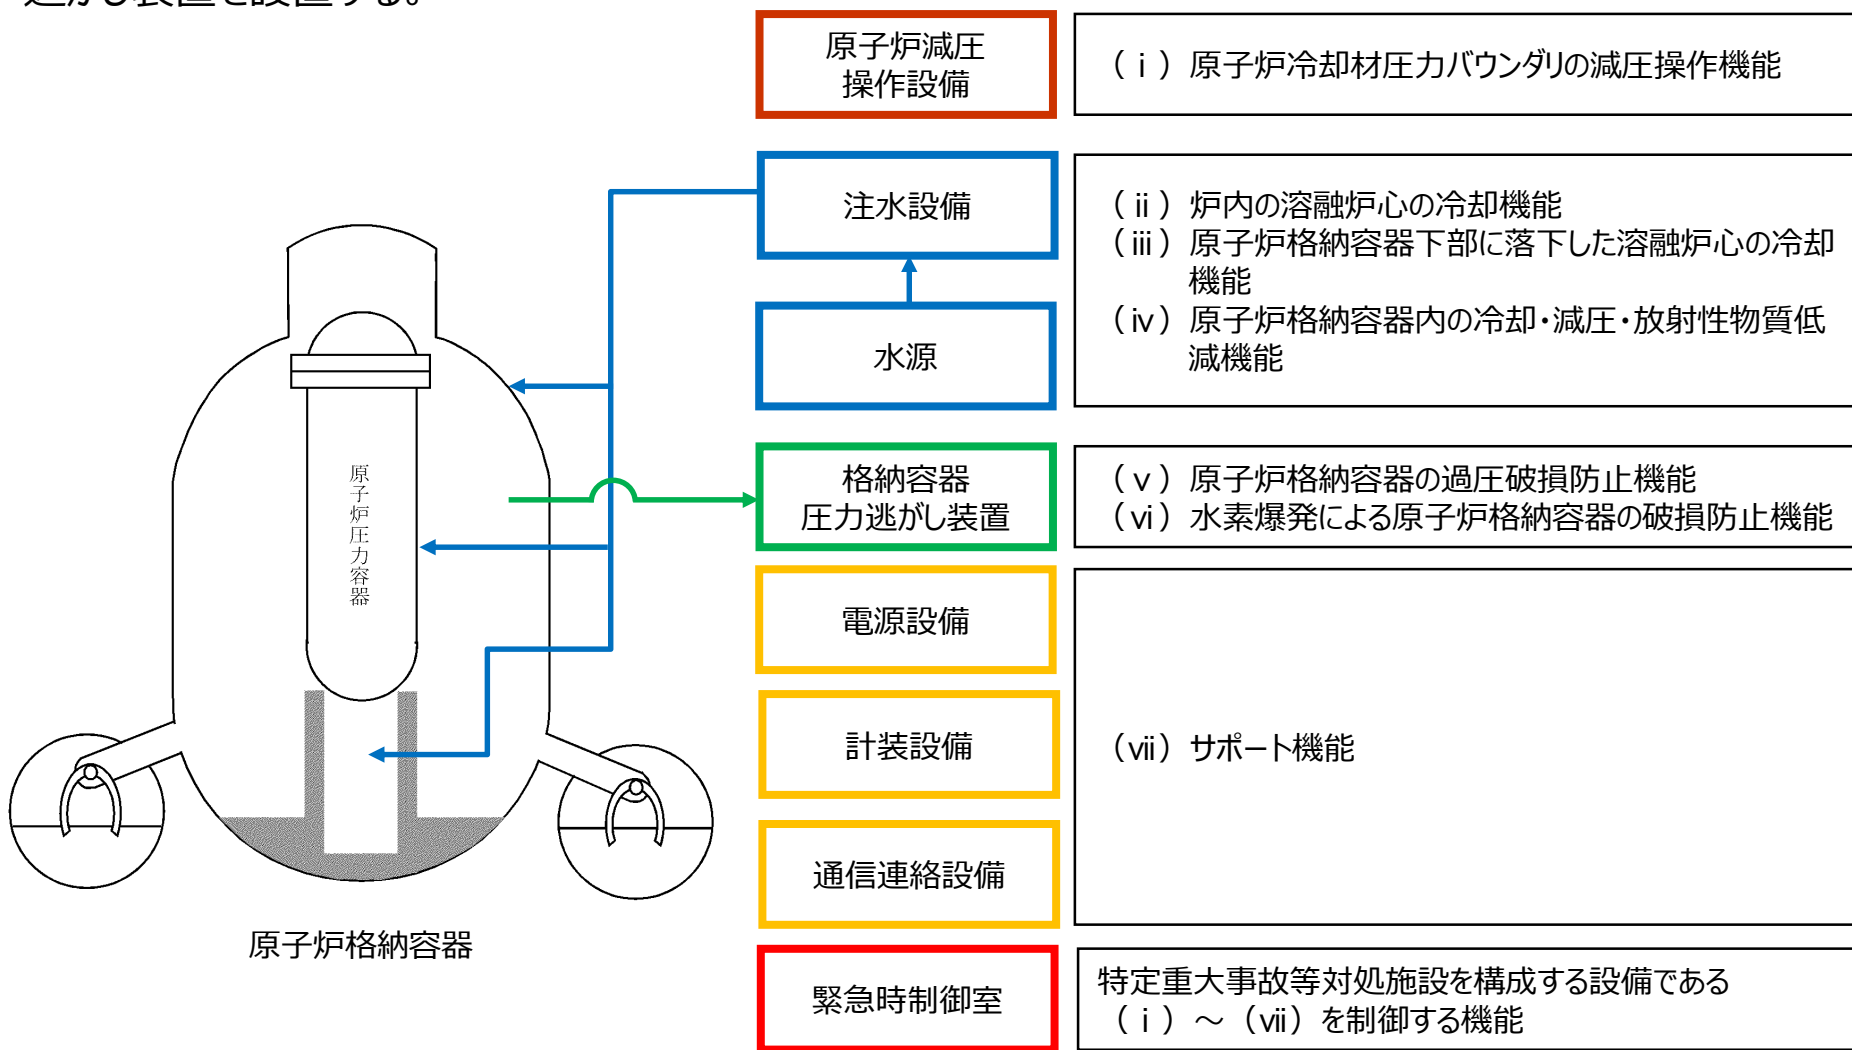 逃がし装置を設置する。
原子炉減圧
操作設備
（ⅰ）原子炉冷却材圧力バウンダリの減圧操作機能
注水設備
水源
（ⅱ）炉内の溶融炉心の冷却機能
（ⅲ）原子炉格納容器下部に落下した溶融炉心の冷却
機能
（ⅳ）原子炉格納容器内の冷却・減圧・放射性物質低
減機能
格納容器
圧力逃がし装置
（ⅴ）原子炉格納容器の過圧破損防止機能
（ⅵ）水素爆発による原子炉格納容器の破損防止機能
電源設備
計装設備
通信連絡設備
（ⅶ）サポート機能
緊急時制御室
特定重大事故等対処施設を構成する設備である
（ⅰ）～（ⅶ）を制御する機能
原子炉圧力容器
原子炉格納容器